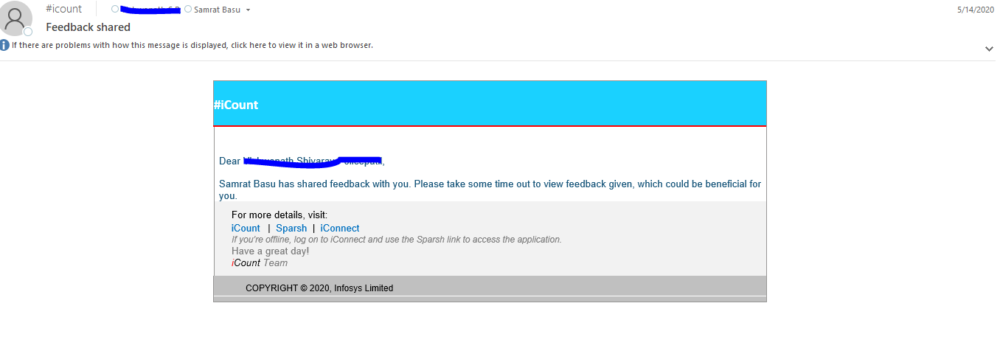 #icount
Samrat Basu
5/14/2020
Feedback shared
If there are problems with how this message is displayed, click here to view it in a web browser.
#iCount
Dear ,
Samrat Basu has shared feedback with you. Please take some time out to view feedback given, which could be beneficial for
you.
For more details, visit:
iCount | Sparsh | iConnect
If you're offline, log on to iConnect and use the Sparsh link to access the application.
Have a great day!
iCount Team
COPYRIGHT © 2020, Infosys Limited